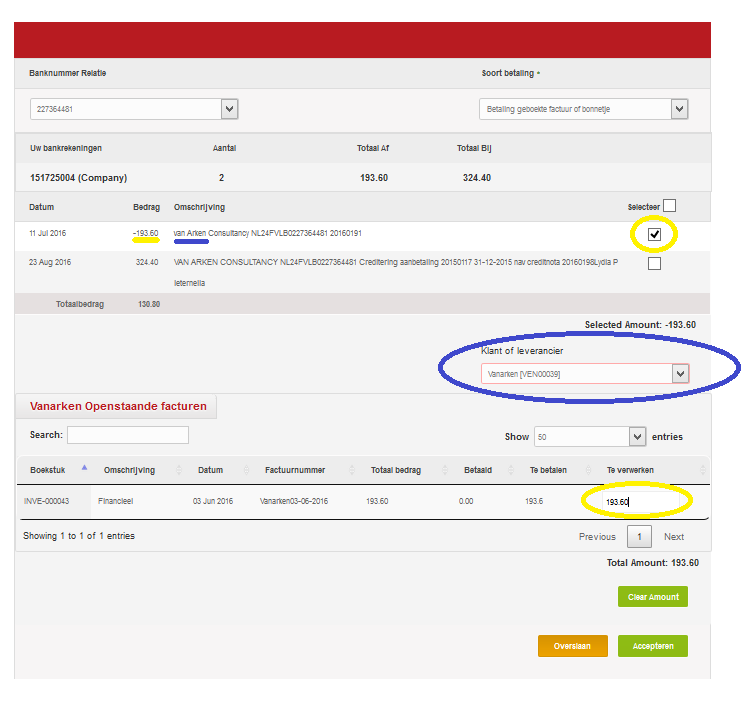 Banknummer Relatie Soort betaling *
227364481 Betaling geboekte factuur of bonnetje
Uw bankrekeningen Aantal Totaal Af Totaal Bij
151725004 (Company) 2 193.60 324.40
Datum Bedrag Omschrijving Selecteer
11 Jul 2016 -193.60 van Arken Consultancy NL24FVLB0227364481 20160191
23 Aug 2016 324.40 VAN ARKEN CONSULTANCY NL24FVLB0227364481 Creditering aanbetaling 20150117 31-12-2015 nav creditnota 20160198Lydia P
ieternella
Totaalbedrag 130.80
Selected Amount: -193.60
Klant of leverancier
Vanarken [VEN00039]
Vanarken Openstaande facturen
Search: Show 50 entries
Boekstuk Omschrijving Datum Factuurnummer Totaal bedrag Betaald Te betalen Te verwerken
INVE-000043 Financieel 03 Jun 2016 Vanarken03-06-2016 193.60 0.00 193.6 193.60
Showing 1 to 1 of 1 entries Previous 1 Next
Total Amount: 193.60
Clear Amount
Overslaan Accepteren